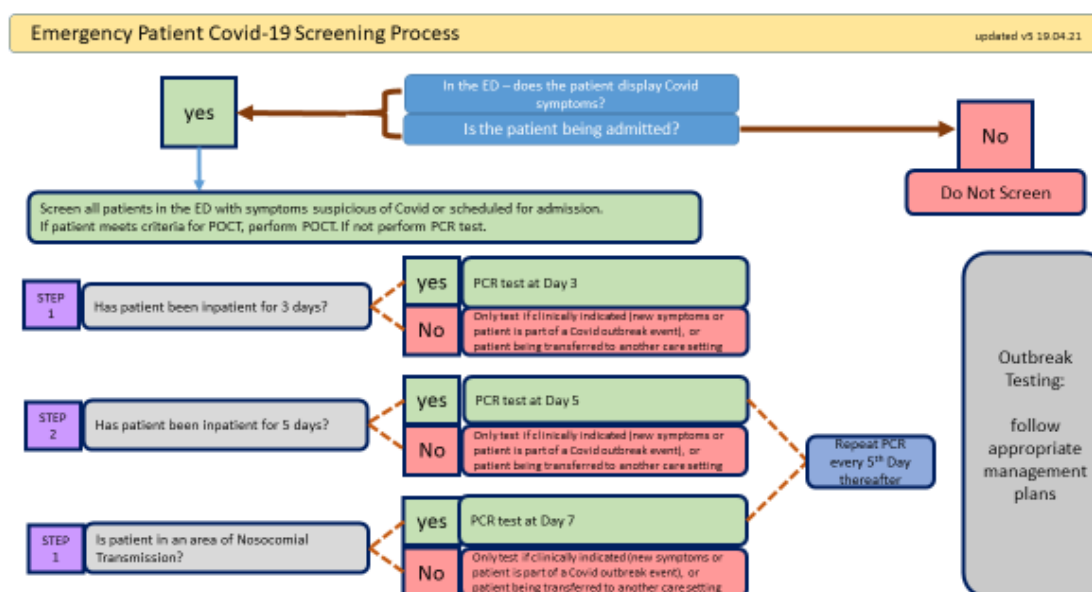 Emergency Patient Covid-19 Screening Process
updated v5 19.04.21
yes
In the ED – does the patient display Covid
symptoms?
Is the patient being admitted?
No
Do Not Screen
Screen all patients in the ED with symptoms suspicious of Covid or scheduled for admission.
If patient meets criteria for POCT, perform POCT. If not perform PCR test.
STEP
1
Has patient been inpatient for 3 days?
yes
PCR test at Day 3
No
Only test if clinically indicated (new symptoms or
patient is part of a Covid outbreak event), or
patient being transferred to another care setting
STEP
2
Has patient been inpatient for 5 days?
yes
PCR test at Day 5
No
Only test if clinically indicated (new symptoms or
patient is part of a Covid outbreak event), or
patient being transferred to another care setting
Repeat PCR
every 5th Day
thereafter
STEP
1
Is patient in an area of Nosocomial
Transmission?
yes
PCR test at Day 7
No
Only test if clinically indicated (new symptoms or
patient is part of a Covid outbreak event), or
patient being transferred to another care setting
Outbreak
Testing:
follow
appropriate
management
plans